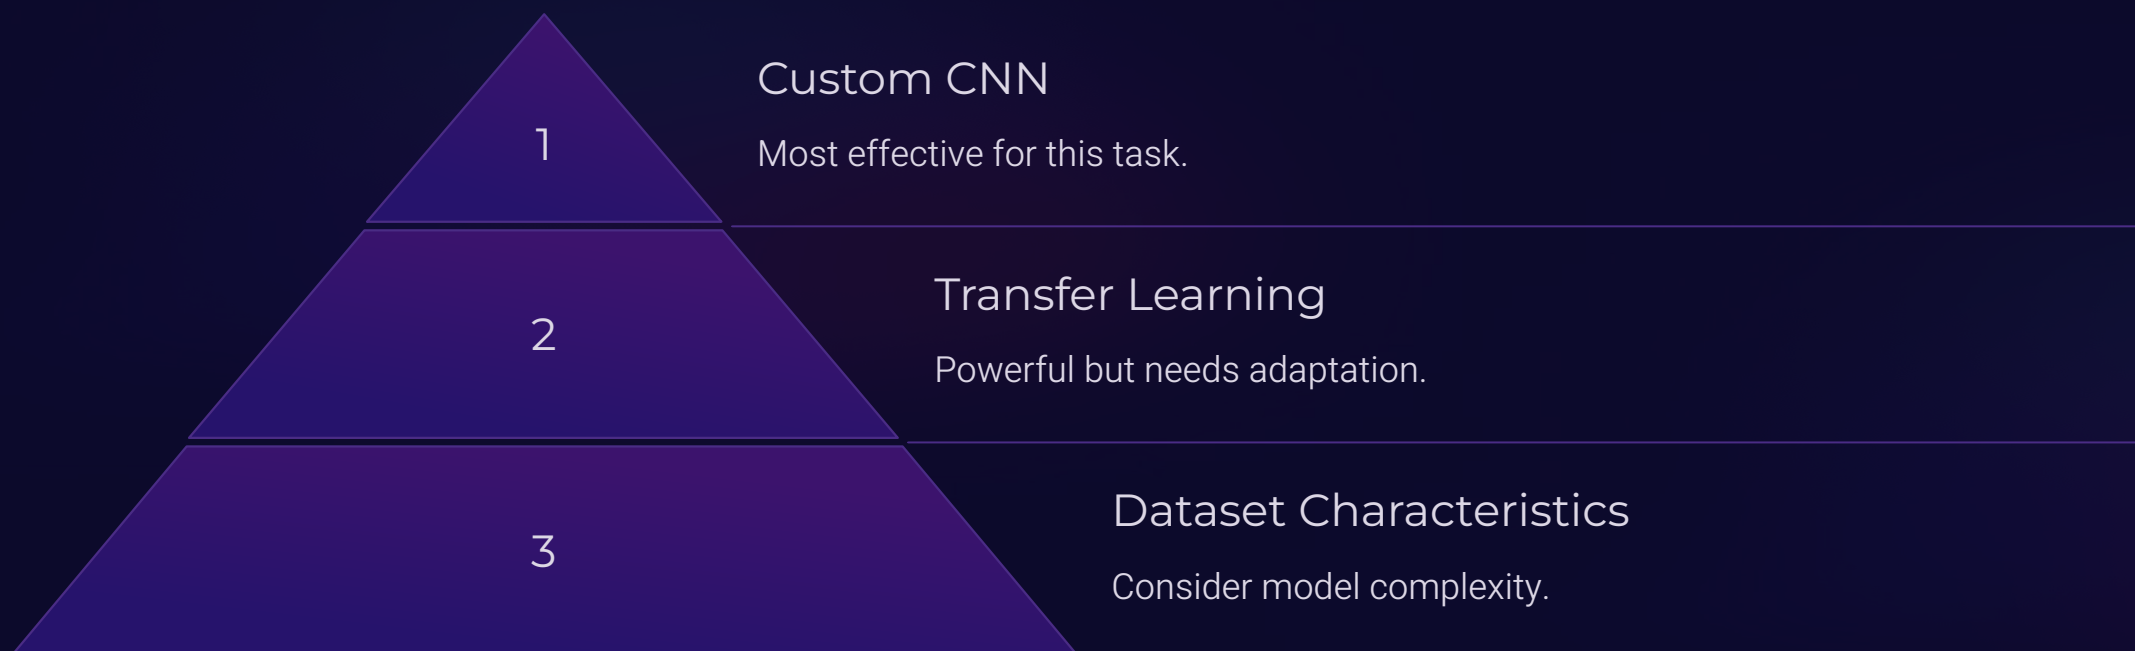 1
Custom CNN
Most effective for this task.
2
Transfer Learning
Powerful but needs adaptation.
3
Dataset Characteristics
Consider model complexity.